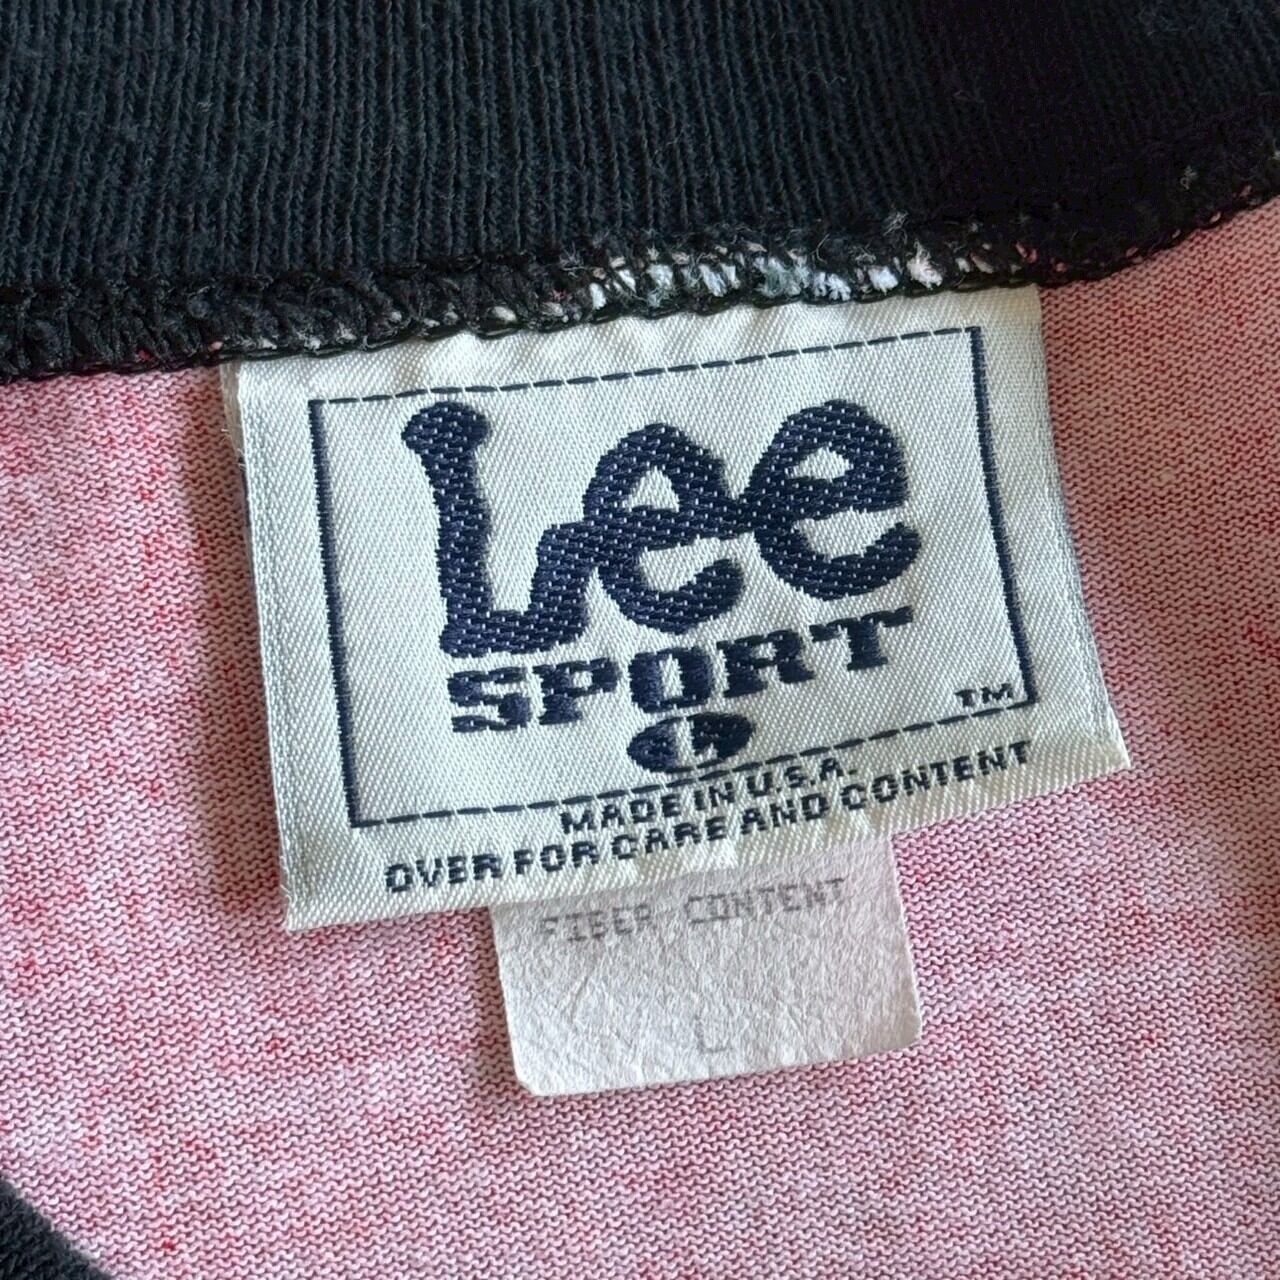 Lee
SPORT
TM
L
MADE IN U.S.A.
OVER FOR CARE AND CONTENT
FIBER CONTENT
L